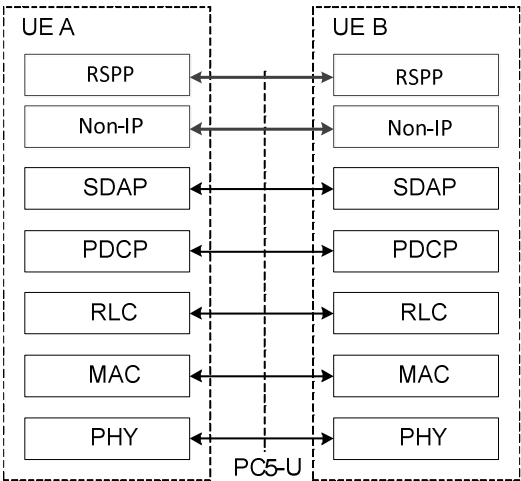 UE A UE B
RSPP RSPP
Non-IP Non-IP
SDAP SDAP
PDCP PDCP
RLC RLC
MAC MAC
PHY PHY
PC5-U